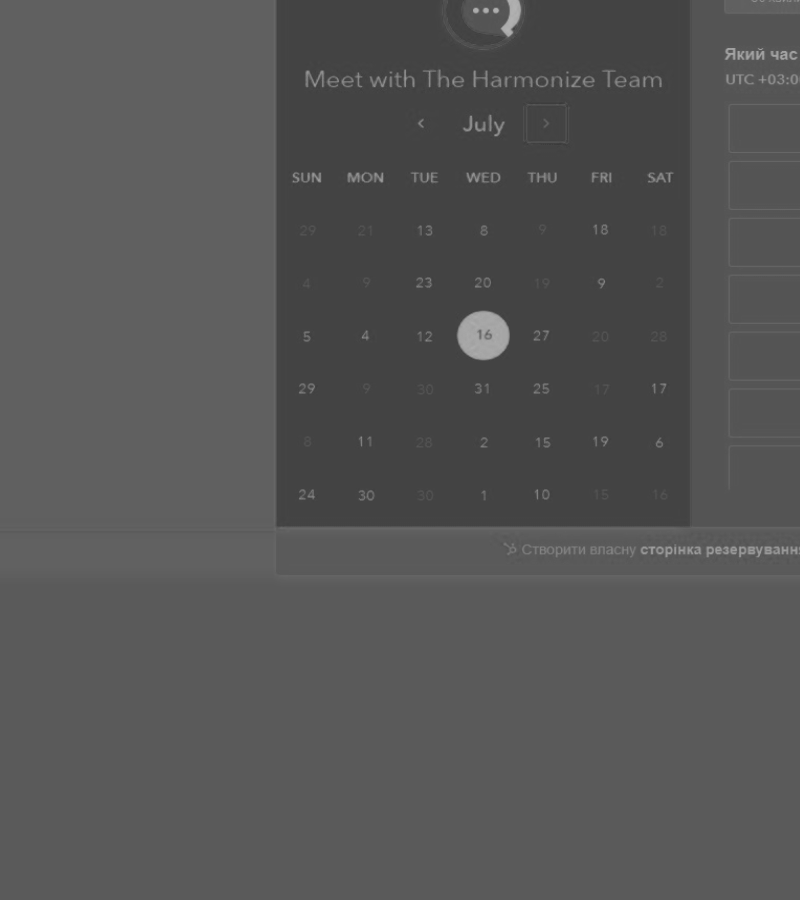 Meet with The Harmonize Team
Який час
UTC +03:0
‹ July ›
SUN MON TUE WED THU FRI SAT
29 21 13 8 9 18 18
4 9 23 20 19 9 2
5 4 12 16 27 20 28
29 9 30 31 25 17 17
8 11 28 2 15 19 6
24 30 30 1 10 15 16
Створити власну сторінка резервування